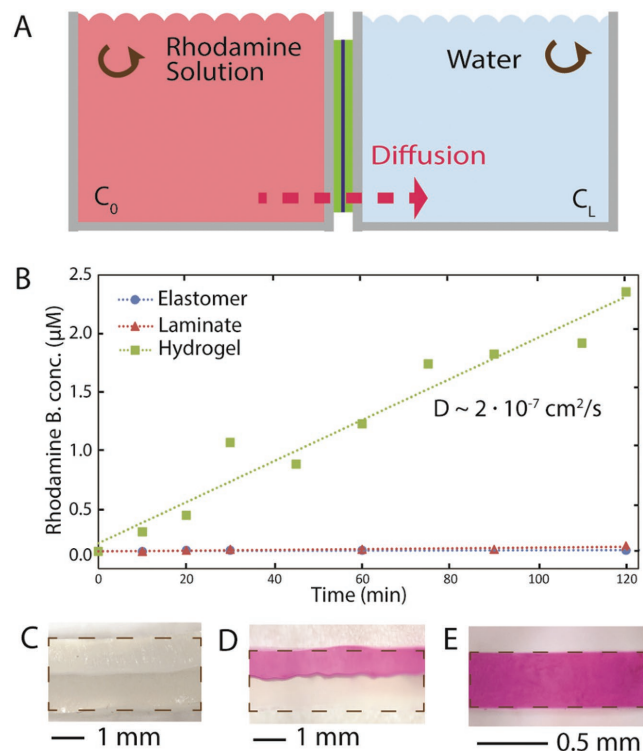 A
Rhodamine
Solution
Water
Diffusion
C₀
C_L
B
Rhodamine B. conc. (μM)
2.5
2.0
1.5
1.0
0.5
0.0
Elastomer
Laminate
Hydrogel
D ~ 2 · 10⁻⁷ cm²/s
0
20
40
60
80
100
120
Time (min)
C
D
E
1 mm
1 mm
0.5 mm